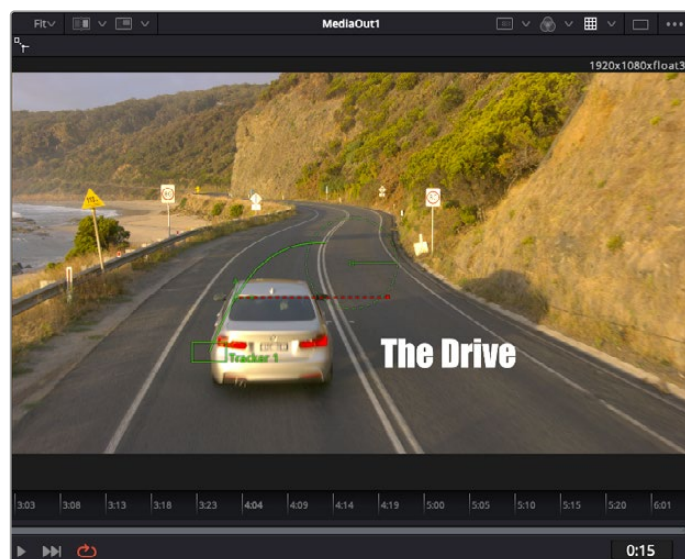 Fit
MediaOut1
1920x1080xfloat3
Tracker 1
The Drive
3:03 3:08 3:13 3:18 3:23 4:04 4:09 4:14 4:19 5:00 5:05 5:10 5:15 5:20 6:01
0:15